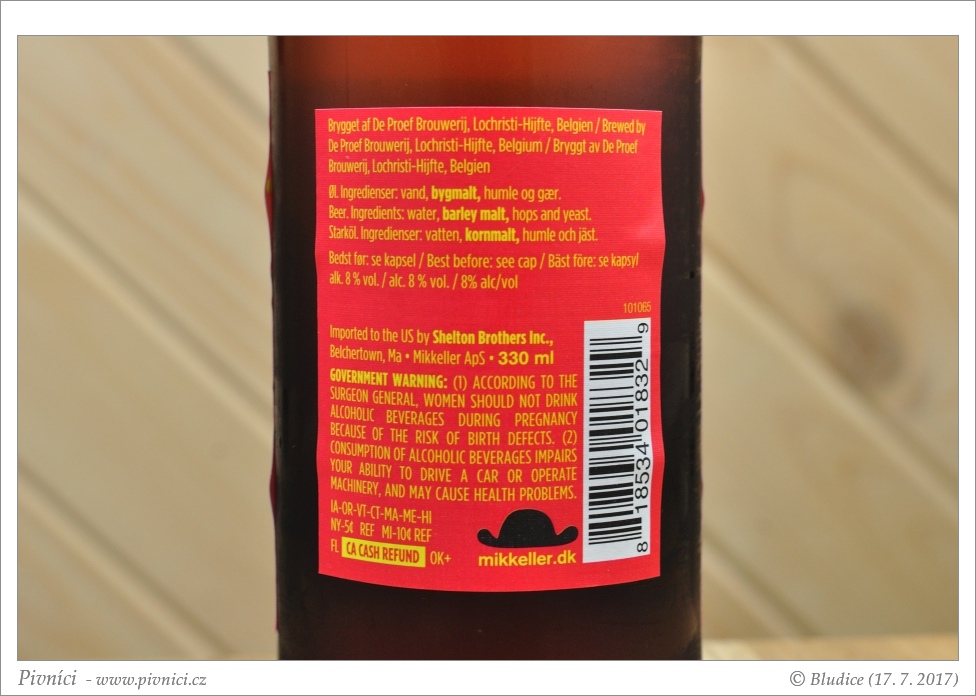 Brygget af De Proef Brouwerij, Lochristi-Hijfte, Belgien / Brewed by
De Proef Brouwerij, Lochristi-Hijfte, Belgium / Bryggt av De Proef
Brouwerij, Lochristi-Hijfte, Belgien
Øl. Ingredienser: vand, bygmalt, humle og gær.
Beer. Ingredients: water, barley malt, hops and yeast.
Starköl. Ingredienser: vatten, kornmalt, humle och jäst.
Bedst før: se kapsel / Best before: see cap / Bäst före: se kapsyl
alk. 8 % vol. / alc. 8 % vol. / 8% alc/vol
101065
Imported to the US by Shelton Brothers Inc.,
Belchertown, Ma • Mikkeller ApS • 330 ml
GOVERNMENT WARNING: (1) ACCORDING TO THE
SURGEON GENERAL, WOMEN SHOULD NOT DRINK
ALCOHOLIC BEVERAGES DURING PREGNANCY
BECAUSE OF THE RISK OF BIRTH DEFECTS. (2)
CONSUMPTION OF ALCOHOLIC BEVERAGES IMPAIRS
YOUR ABILITY TO DRIVE A CAR OR OPERATE
MACHINERY, AND MAY CAUSE HEALTH PROBLEMS.
IA-OR-VT-CT-MA-ME-HI
NY-5¢ REF MI-10¢ REF
FL CA CASH REFUND OK+
mikkeller.dk
8 18534 01832 9
Pivníci - www.pivnici.cz
© Bludice (17. 7. 2017)